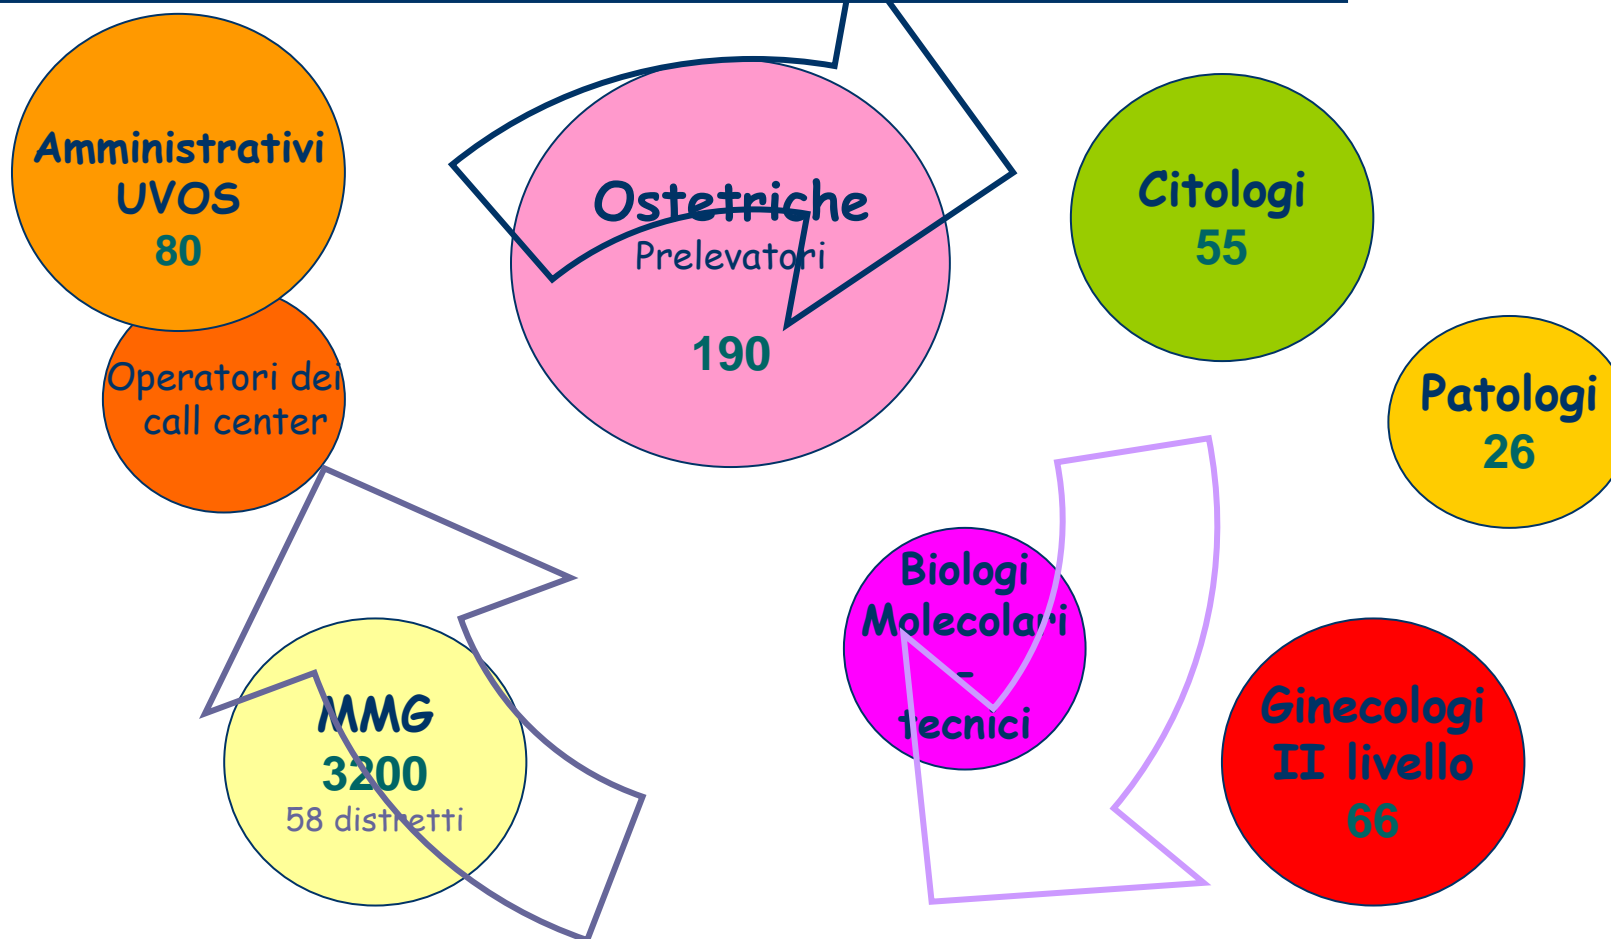 Amministrativi
UVOS
80
Operatori dei
call center
Ostetriche
Prelevatori
190
Citologi
55
Patologi
26
MMG
3200
58 distretti
Biologi
Molecolari
-
tecnici
Ginecologi
II livello
66